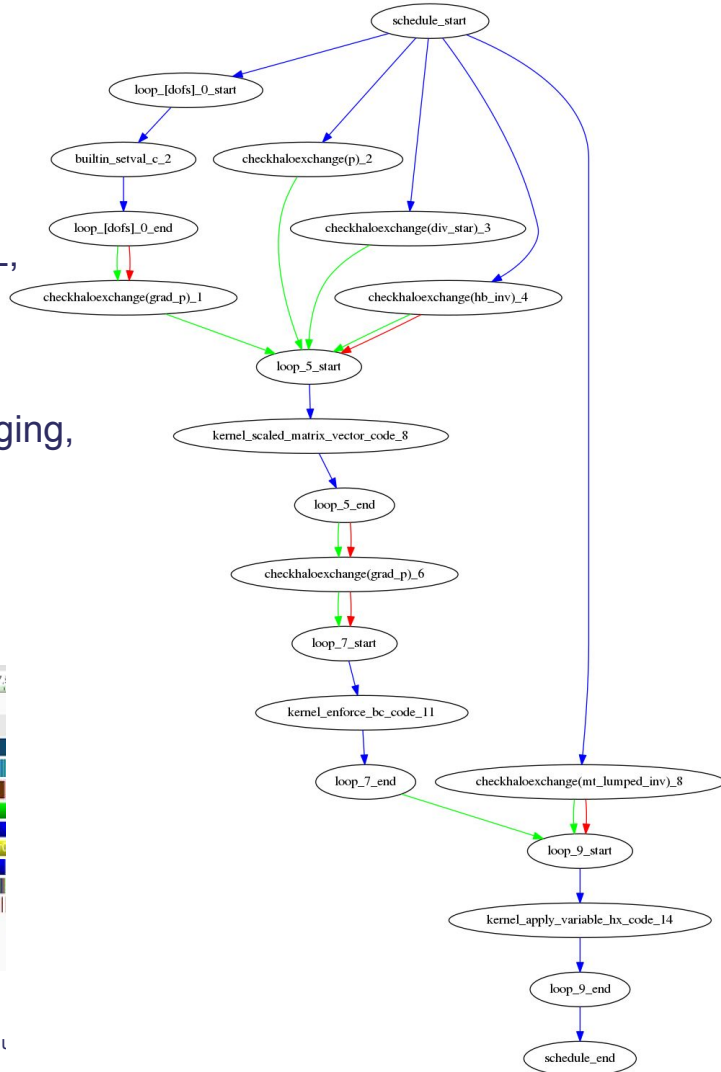 schedule_start
loop_[dofs]_0_start
builtin_setval_c_2
checkhaloexchange(p)_2
loop_[dofs]_0_end
checkhaloexchange(div_star)_3
checkhaloexchange(grad_p)_1
checkhaloexchange(hb_inv)_4
loop_5_start
ging,
kernel_scaled_matrix_vector_code_8
loop_5_end
checkhaloexchange(grad_p)_6
loop_7_start
kernel_enforce_bc_code_11
loop_7_end
checkhaloexchange(mt_lumped_inv)_8
loop_9_start
kernel_apply_variable_hx_code_14
loop_9_end
schedule_end